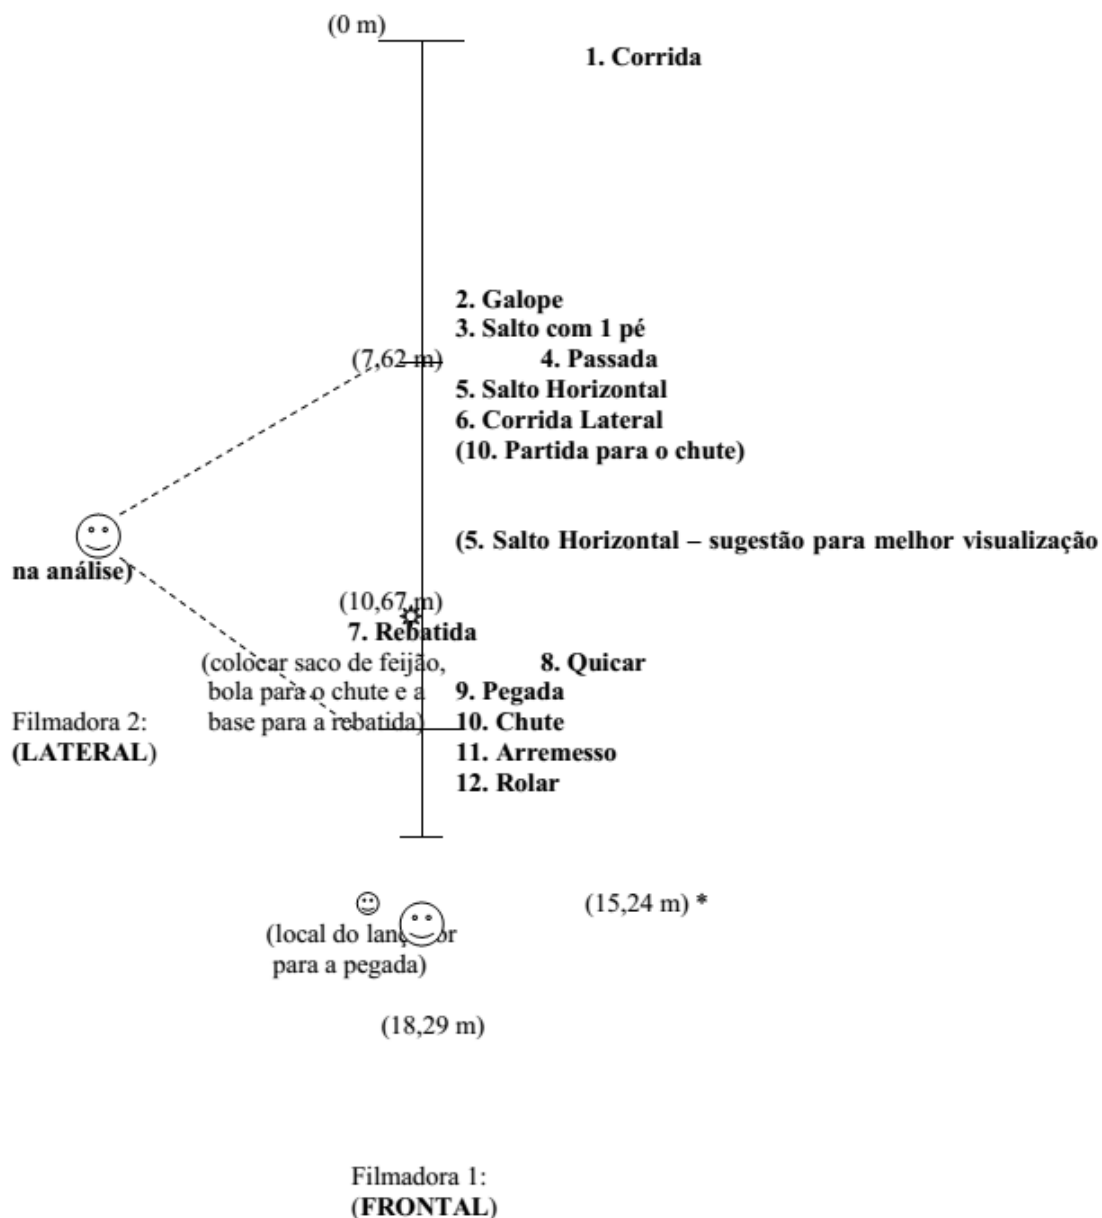 (0 m)
1. Corrida
2. Galope
3. Salto com 1 pé
(7,62 m)
4. Passada
5. Salto Horizontal
6. Corrida Lateral
(10. Partida para o chute)
(5. Salto Horizontal – sugestão para melhor visualização
na análise)
(10,67 m)
7. Rebatida
(colocar saco de feijão,
8. Quicar
bola para o chute e a
9. Pegada
Filmadora 2:
base para a rebatida)
10. Chute
(LATERAL)
11. Arremesso
12. Rolar
(15,24 m) *
(local do lançador
para a pegada)
(18,29 m)
Filmadora 1:
(FRONTAL)